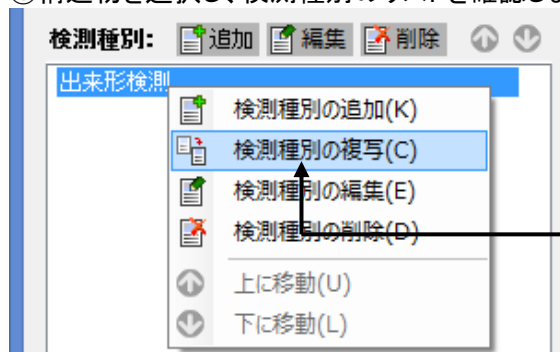 検測種別: 追加 編集 削除
出来形検測
検測種別の追加(K)
検測種別の複写(C)
検測種別の編集(E)
検測種別の削除(D)
上に移動(U)
下に移動(L)